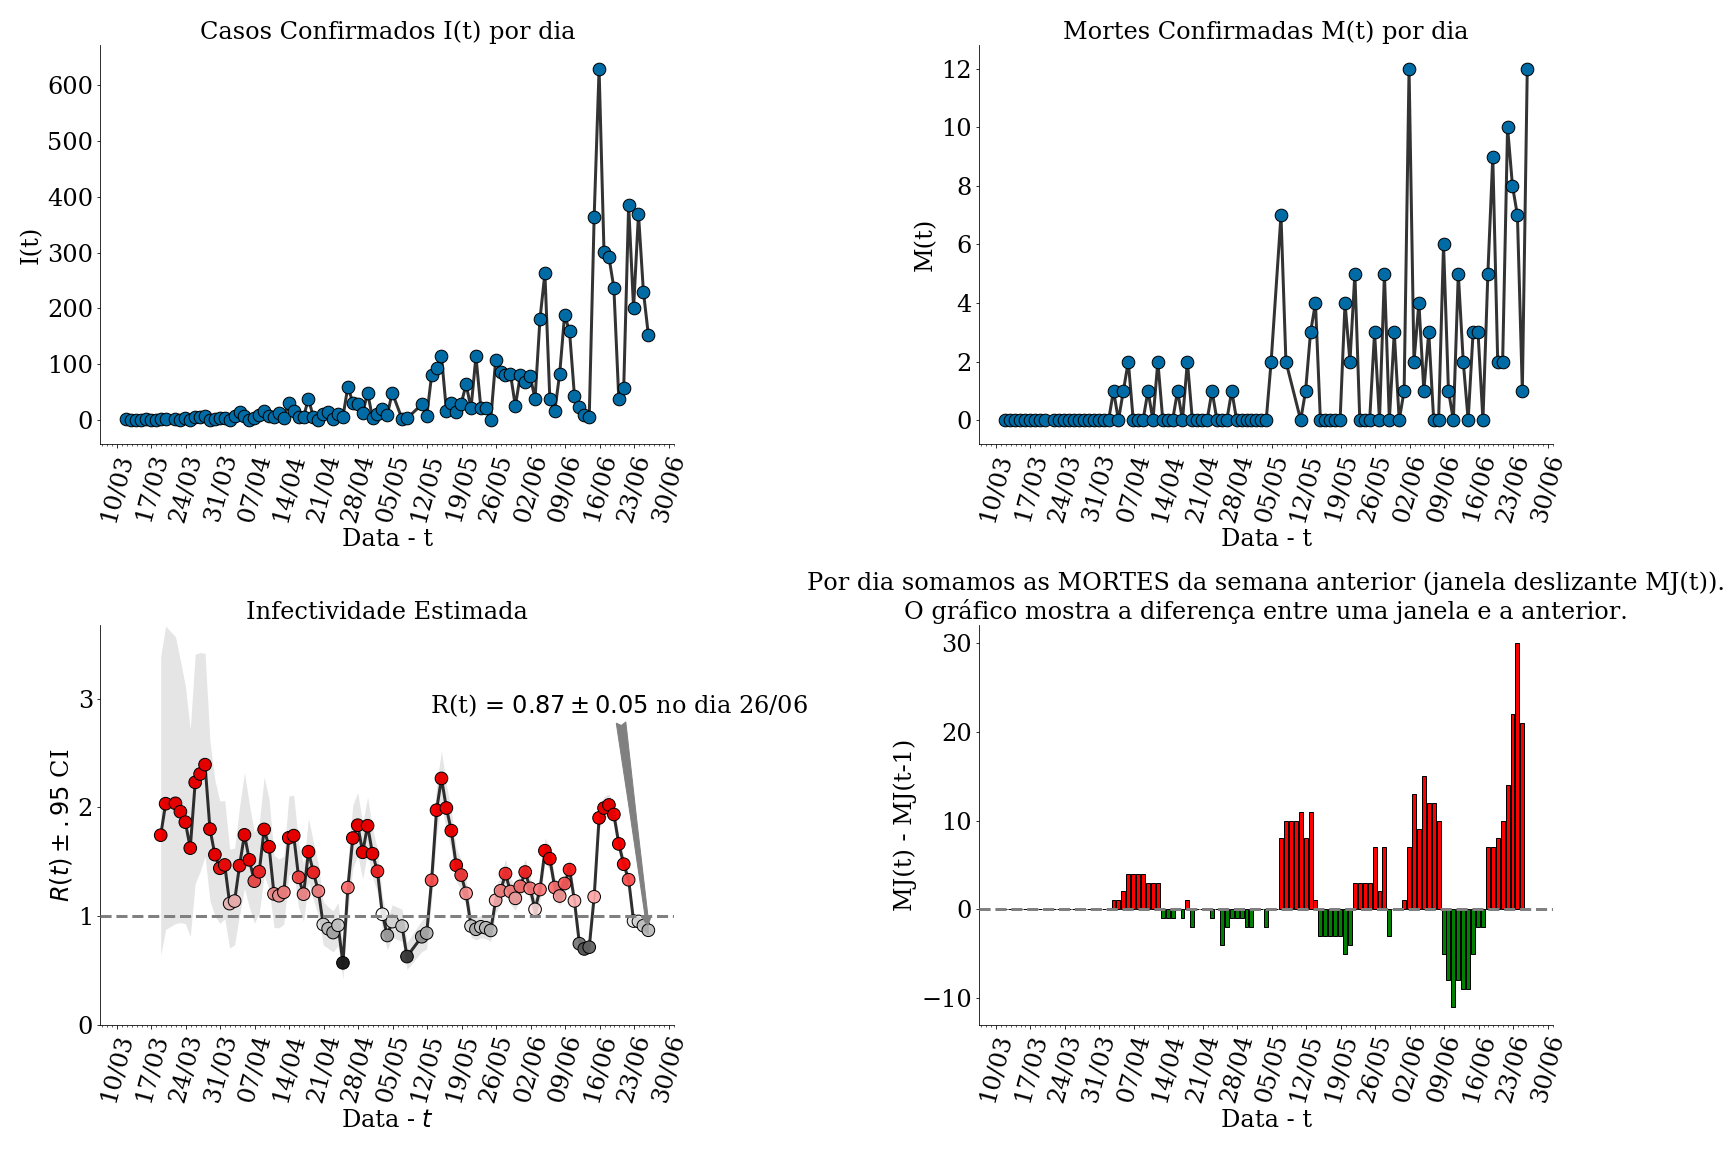 Casos Confirmados I(t) por dia
I(t)
600
500
400
300
200
100
0
10/03 17/03 24/03 31/03 07/04 14/04 21/04 28/04 05/05 12/05 19/05 26/05 02/06 09/06 16/06 23/06 30/06
Data - t
Mortes Confirmadas M(t) por dia
M(t)
12
10
8
6
4
2
0
10/03 17/03 24/03 31/03 07/04 14/04 21/04 28/04 05/05 12/05 19/05 26/05 02/06 09/06 16/06 23/06 30/06
Data - t
Infectividade Estimada
R(t) = 0.87 ± 0.05 no dia 26/06
R(t) ± .95 CI
3
2
1
0
10/03 17/03 24/03 31/03 07/04 14/04 21/04 28/04 05/05 12/05 19/05 26/05 02/06 09/06 16/06 23/06 30/06
Data - t
Por dia somamos as MORTES da semana anterior (janela deslizante MJ(t)).
O gráfico mostra a diferença entre uma janela e a anterior.
MJ(t) - MJ(t-1)
30
20
10
0
−10
10/03 17/03 24/03 31/03 07/04 14/04 21/04 28/04 05/05 12/05 19/05 26/05 02/06 09/06 16/06 23/06 30/06
Data - t